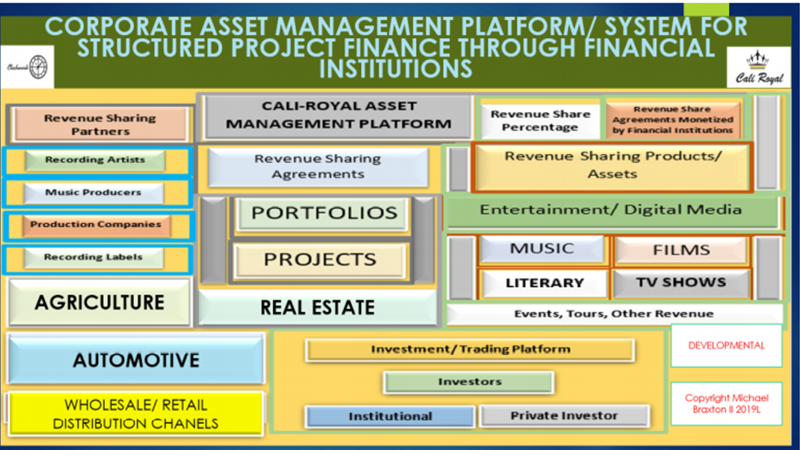 CORPORATE ASSET MANAGEMENT PLATFORM/ SYSTEM FOR
STRUCTURED PROJECT FINANCE THROUGH FINANCIAL
INSTITUTIONS
Clockwork
Cali Royal
Revenue Sharing
Partners
CALI-ROYAL ASSET
MANAGEMENT PLATFORM
Revenue Share
Percentage
Revenue Share
Agreements Monetized
by Financial Institutions
Recording Artists
Music Producers
Production Companies
Recording Labels
Revenue Sharing
Agreements
Revenue Sharing Products/
Assets
PORTFOLIOS
PROJECTS
Entertainment/ Digital Media
MUSIC
FILMS
LITERARY
TV SHOWS
AGRICULTURE
REAL ESTATE
Events, Tours, Other Revenue
AUTOMOTIVE
WHOLESALE/ RETAIL
DISTRIBUTION CHANELS
Investment/Trading Platform
Investors
Institutional
Private Investor
DEVELOPMENTAL
Copyright Michael
Braxton II 2019L